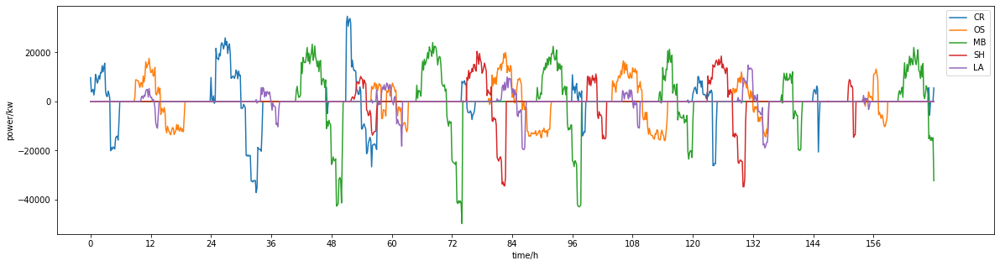 CR
OS
MB
SH
LA
20000
0
−20000
−40000
power/kw
0 12 24 36 48 60 72 84 96 108 120 132 144 156
time/h